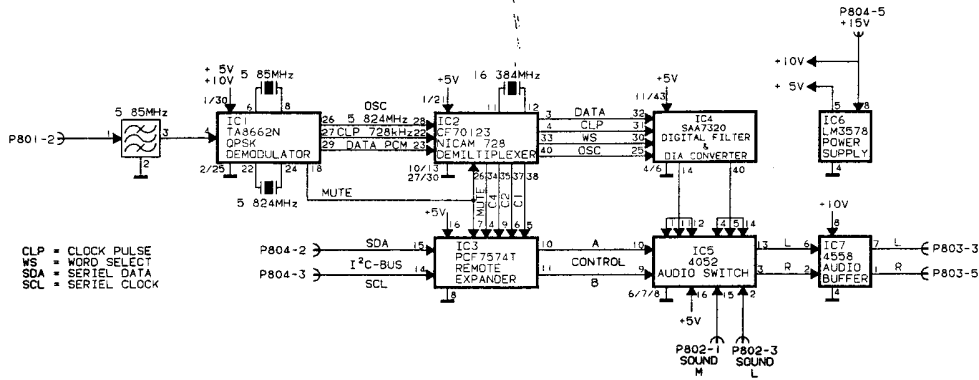 P804-5
+15V
+10V
+ 5V
5 8
IC6
LM3578
POWER
SUPPLY
4
5 85MHz
P801-2
1 3
2
5 85MHz
+ 5V
+10V
1/30 6 8
IC1
TA8662N
QPSK
DEMODULATOR
4
2/25 22 24 18
5 824MHz
MUTE
OSC
26 5 824MHz 28
27 CLP 728kHz 22
29 DATA PCM 23
16 384MHz
+5V
1/21 11 12
IC2
CF70123
NICAM 728
DEMILTIPLEXER
10/13
27/30
26 34 35 37 38
MUTE C4 C2 C1
7 4 9 6 5
3 DATA 32
4 CLP 31
33 WS 30
40 OSC 25
+5V
11/43
IC4
SAA7320
DIGITAL FILTER
&
DIA CONVERTER
4/6 14 40
+5V 16
IC3
PCF7574T
REMOTE
EXPANDER
8
P804-2 SDA 15
I²C-BUS
P804-3 SCL 14
10 A 10
CONTROL
11 B 9
1 11 12 4 5 14
IC5
4052
AUDIO SWITCH
6/7/8 16 15 2
+5V
P802-1
SOUND
M
P802-3
SOUND
L
13 L 6
3 R 2
+10V
8
IC7
4558
AUDIO
BUFFER
4
7 L P803-3
1 R P803-5
CLP = CLOCK PULSE
WS = WORD SELECT
SDA = SERIEL DATA
SCL = SERIEL CLOCK